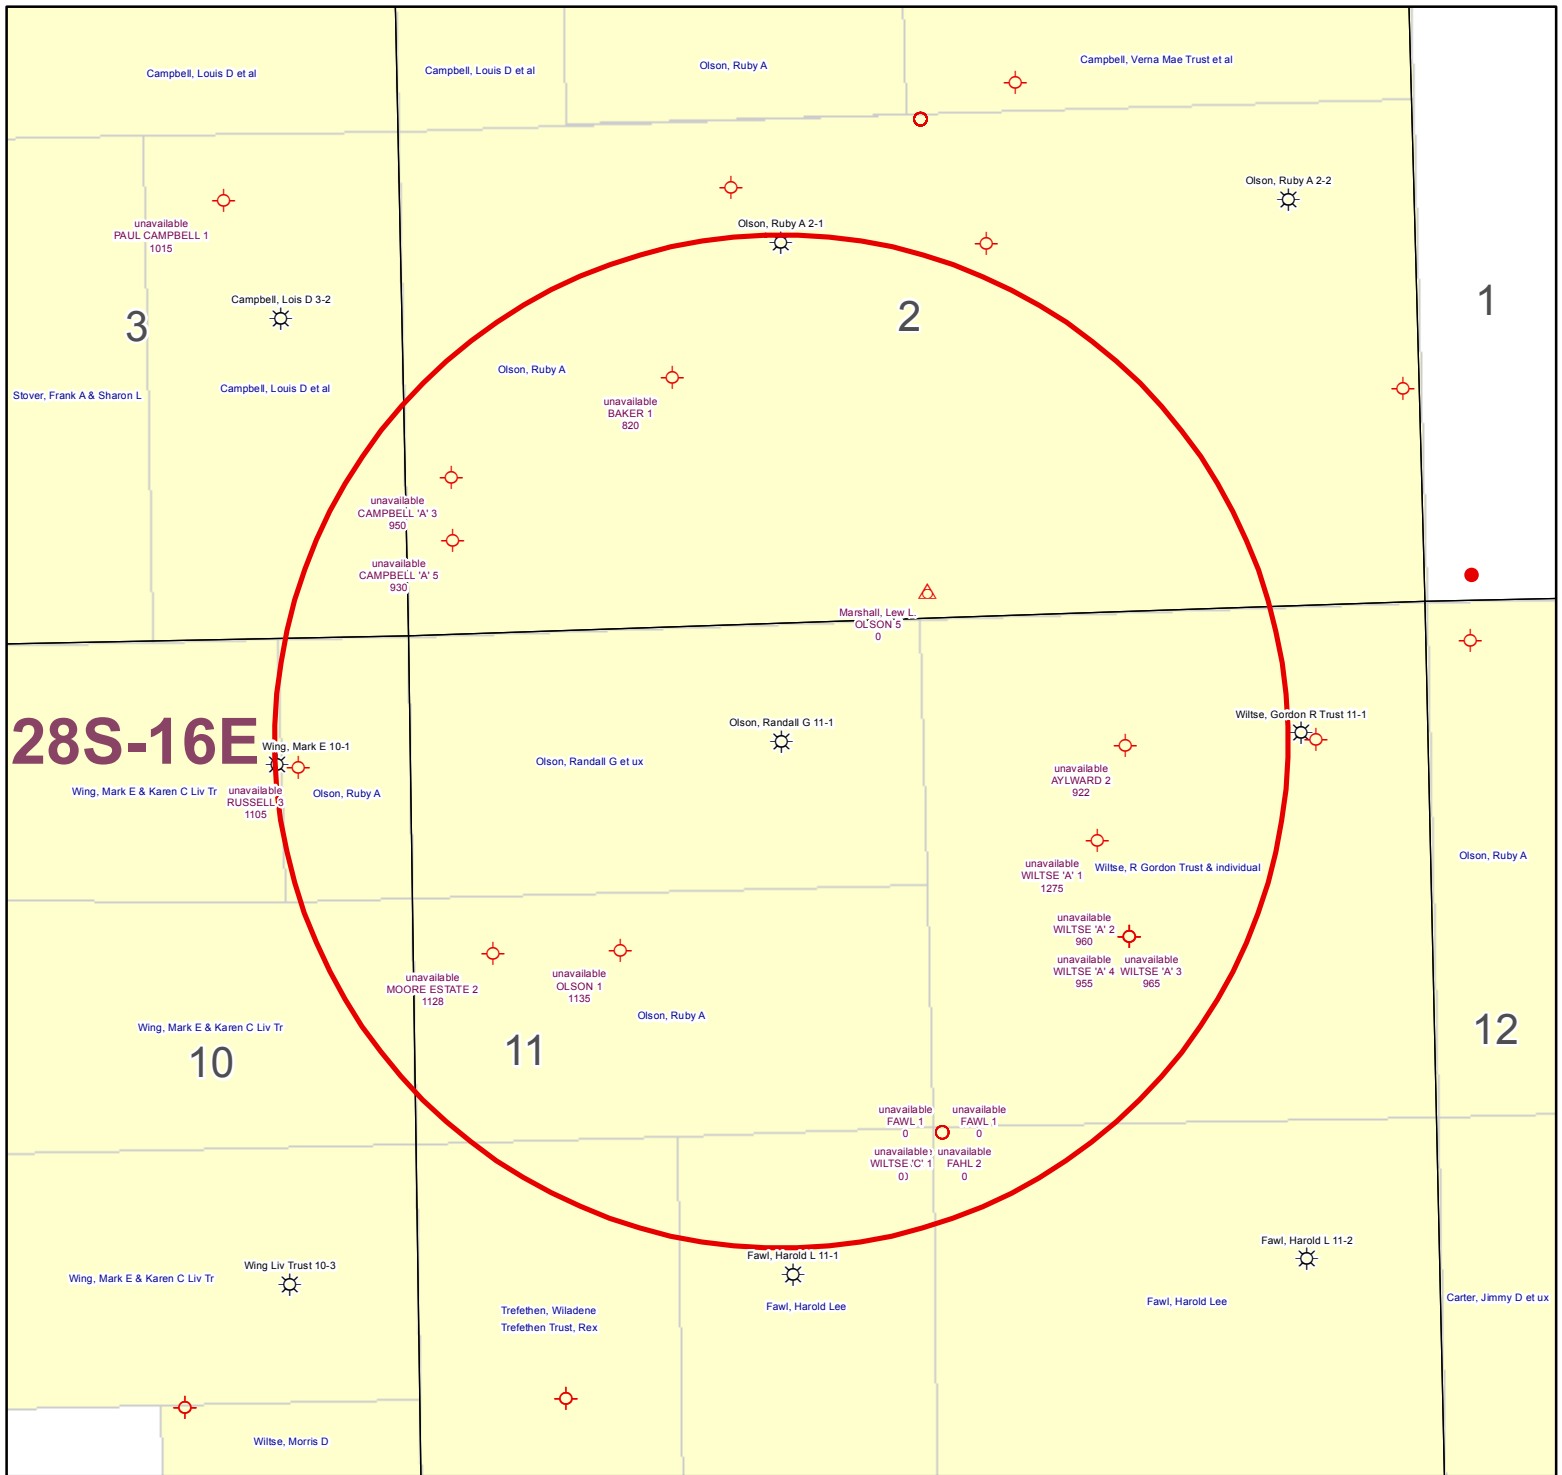 Campbell, Louis D et al
Campbell, Louis D et al
Olson, Ruby A
Campbell, Verna Mae Trust et al
Olson, Ruby A 2-2
unavailable
PAUL CAMPBELL 1
1015
Olson, Ruby A 2-1
Campbell, Lois D 3-2
3
2
1
Stover, Frank A & Sharon L
Campbell, Louis D et al
Olson, Ruby A
unavailable
BAKER 1
820
unavailable
CAMPBELL 'A' 3
950
unavailable
CAMPBELL 'A' 5
930
Marshall, Lew L.
OLSON 5
0
28S-16E
Wing, Mark E 10-1
Olson, Randall G 11-1
Wiltse, Gordon R Trust 11-1
Wing, Mark E & Karen C Liv Tr
unavailable
RUSSELL 3
1105
Olson, Ruby A
Olson, Randall G et ux
unavailable
AYLWARD 2
922
unavailable
WILTSE 'A' 1
1275
Wiltse, R Gordon Trust & individual
Olson, Ruby A
unavailable
WILTSE 'A' 2
960
unavailable
WILTSE 'A' 4
955
unavailable
WILTSE 'A' 3
965
unavailable
MOORE ESTATE 2
1128
unavailable
OLSON 1
1135
Olson, Ruby A
Wing, Mark E & Karen C Liv Tr
10
11
12
unavailable
FAWL 1
0
unavailable
FAWL 1
0
unavailable
WILTSE 'C' 1
0
unavailable
FAHL 2
0
Wing, Mark E & Karen C Liv Tr
Wing Liv Trust 10-3
Fawl, Harold L 11-1
Fawl, Harold L 11-2
Trefethen, Wiladene
Trefethen Trust, Rex
Fawl, Harold Lee
Fawl, Harold Lee
Carter, Jimmy D et ux
Wiltse, Morris D